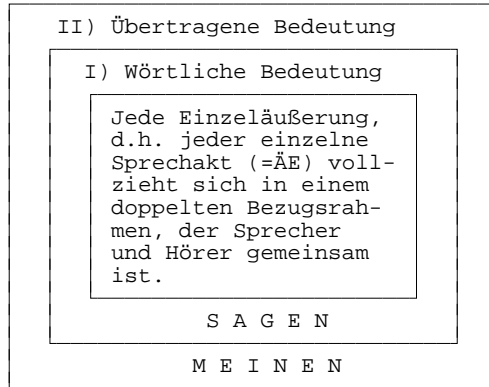 II) Übertragene Bedeutung
I) Wörtliche Bedeutung
Jede Einzeläußerung,
d.h. jeder einzelne
Sprechakt (=ÄE) voll-
zieht sich in einem
doppelten Bezugsrah-
men, der Sprecher
und Hörer gemeinsam
ist.
S A G E N
M E I N E N